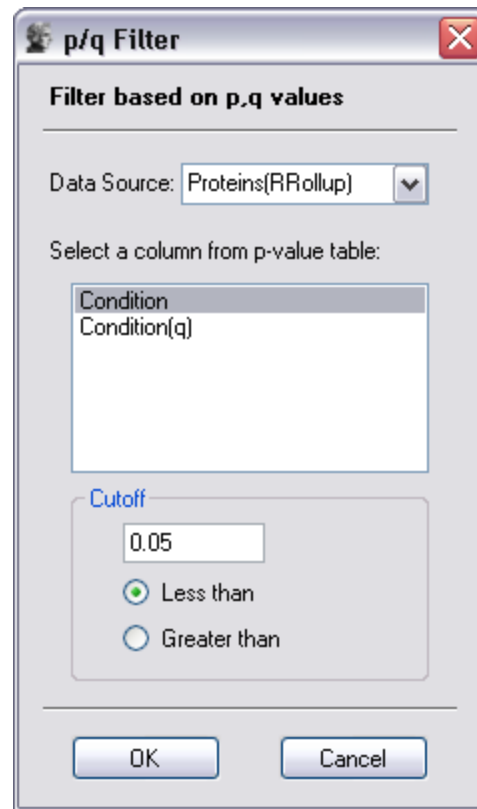 p/q Filter
Filter based on p,q values
Data Source: Proteins(RRollup)
Select a column from p-value table:
Condition
Condition(q)
Cutoff
0.05
Less than
Greater than
OK Cancel